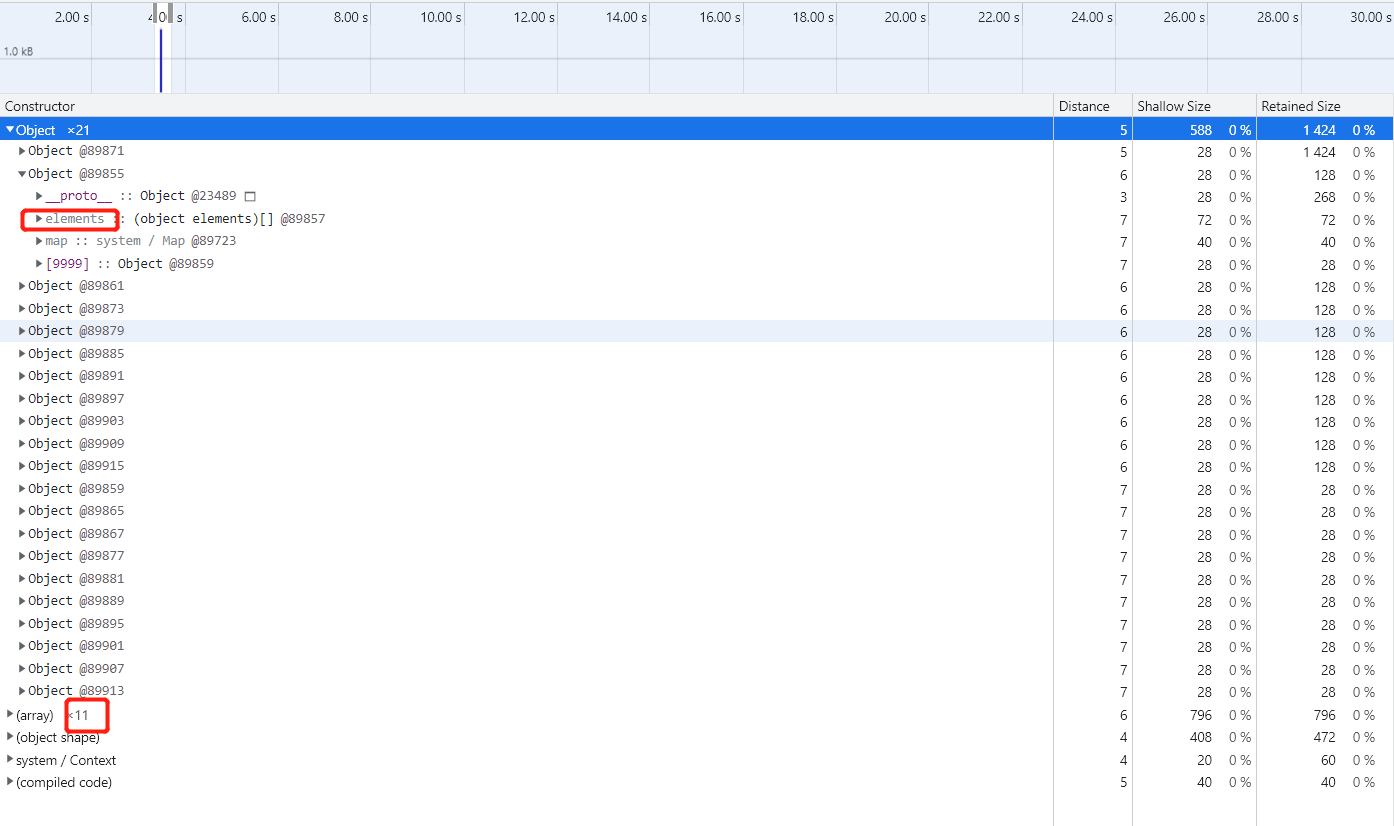 2.00 s 4.00 s 6.00 s 8.00 s 10.00 s 12.00 s 14.00 s 16.00 s 18.00 s 20.00 s 22.00 s 24.00 s 26.00 s 28.00 s 30.00 s
1.0 kB
Constructor Distance Shallow Size Retained Size
▼Object ×21 5 588 0 % 1 424 0 %
▶Object @89871 5 28 0 % 1 424 0 %
▼Object @89855 6 28 0 % 128 0 %
▶__proto__ :: Object @23489 3 28 0 % 268 0 %
▶elements :: (object elements)[] @89857 7 72 0 % 72 0 %
▶map :: system / Map @89723 7 40 0 % 40 0 %
▶[9999] :: Object @89859 7 28 0 % 28 0 %
▶Object @89861 6 28 0 % 128 0 %
▶Object @89873 6 28 0 % 128 0 %
▶Object @89879 6 28 0 % 128 0 %
▶Object @89885 6 28 0 % 128 0 %
▶Object @89891 6 28 0 % 128 0 %
▶Object @89897 6 28 0 % 128 0 %
▶Object @89903 6 28 0 % 128 0 %
▶Object @89909 6 28 0 % 128 0 %
▶Object @89915 6 28 0 % 128 0 %
▶Object @89859 7 28 0 % 28 0 %
▶Object @89865 7 28 0 % 28 0 %
▶Object @89867 7 28 0 % 28 0 %
▶Object @89877 7 28 0 % 28 0 %
▶Object @89881 7 28 0 % 28 0 %
▶Object @89889 7 28 0 % 28 0 %
▶Object @89895 7 28 0 % 28 0 %
▶Object @89901 7 28 0 % 28 0 %
▶Object @89907 7 28 0 % 28 0 %
▶Object @89913 7 28 0 % 28 0 %
▶(array) ×11 6 796 0 % 796 0 %
▶(object shape) 4 408 0 % 472 0 %
▶system / Context 4 20 0 % 60 0 %
▶(compiled code) 5 40 0 % 40 0 %